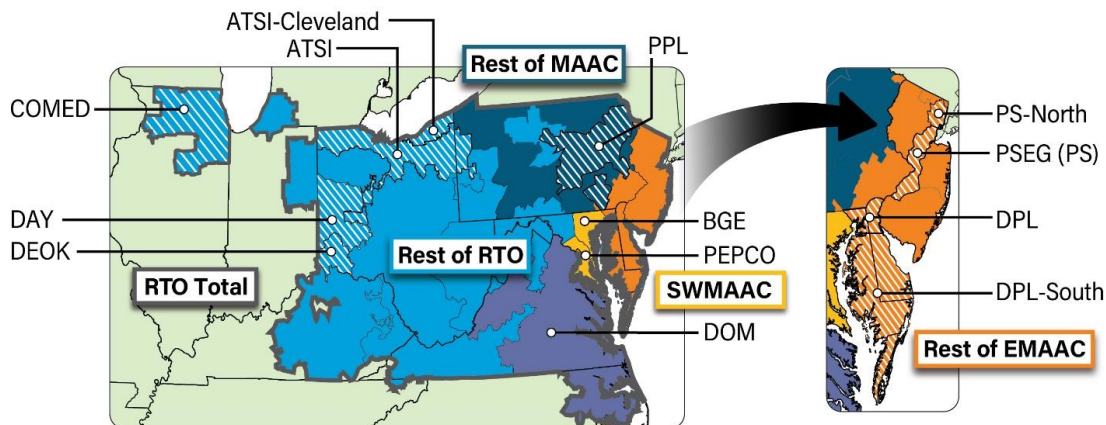 ATSI-Cleveland
ATSI
Rest of MAAC
PPL
COMED
PS-North
PSEG (PS)
DAY
BGE
DPL
DEOK
Rest of RTO
PEPCO
RTO Total
SWMAAC
DPL-South
DOM
Rest of EMAAC